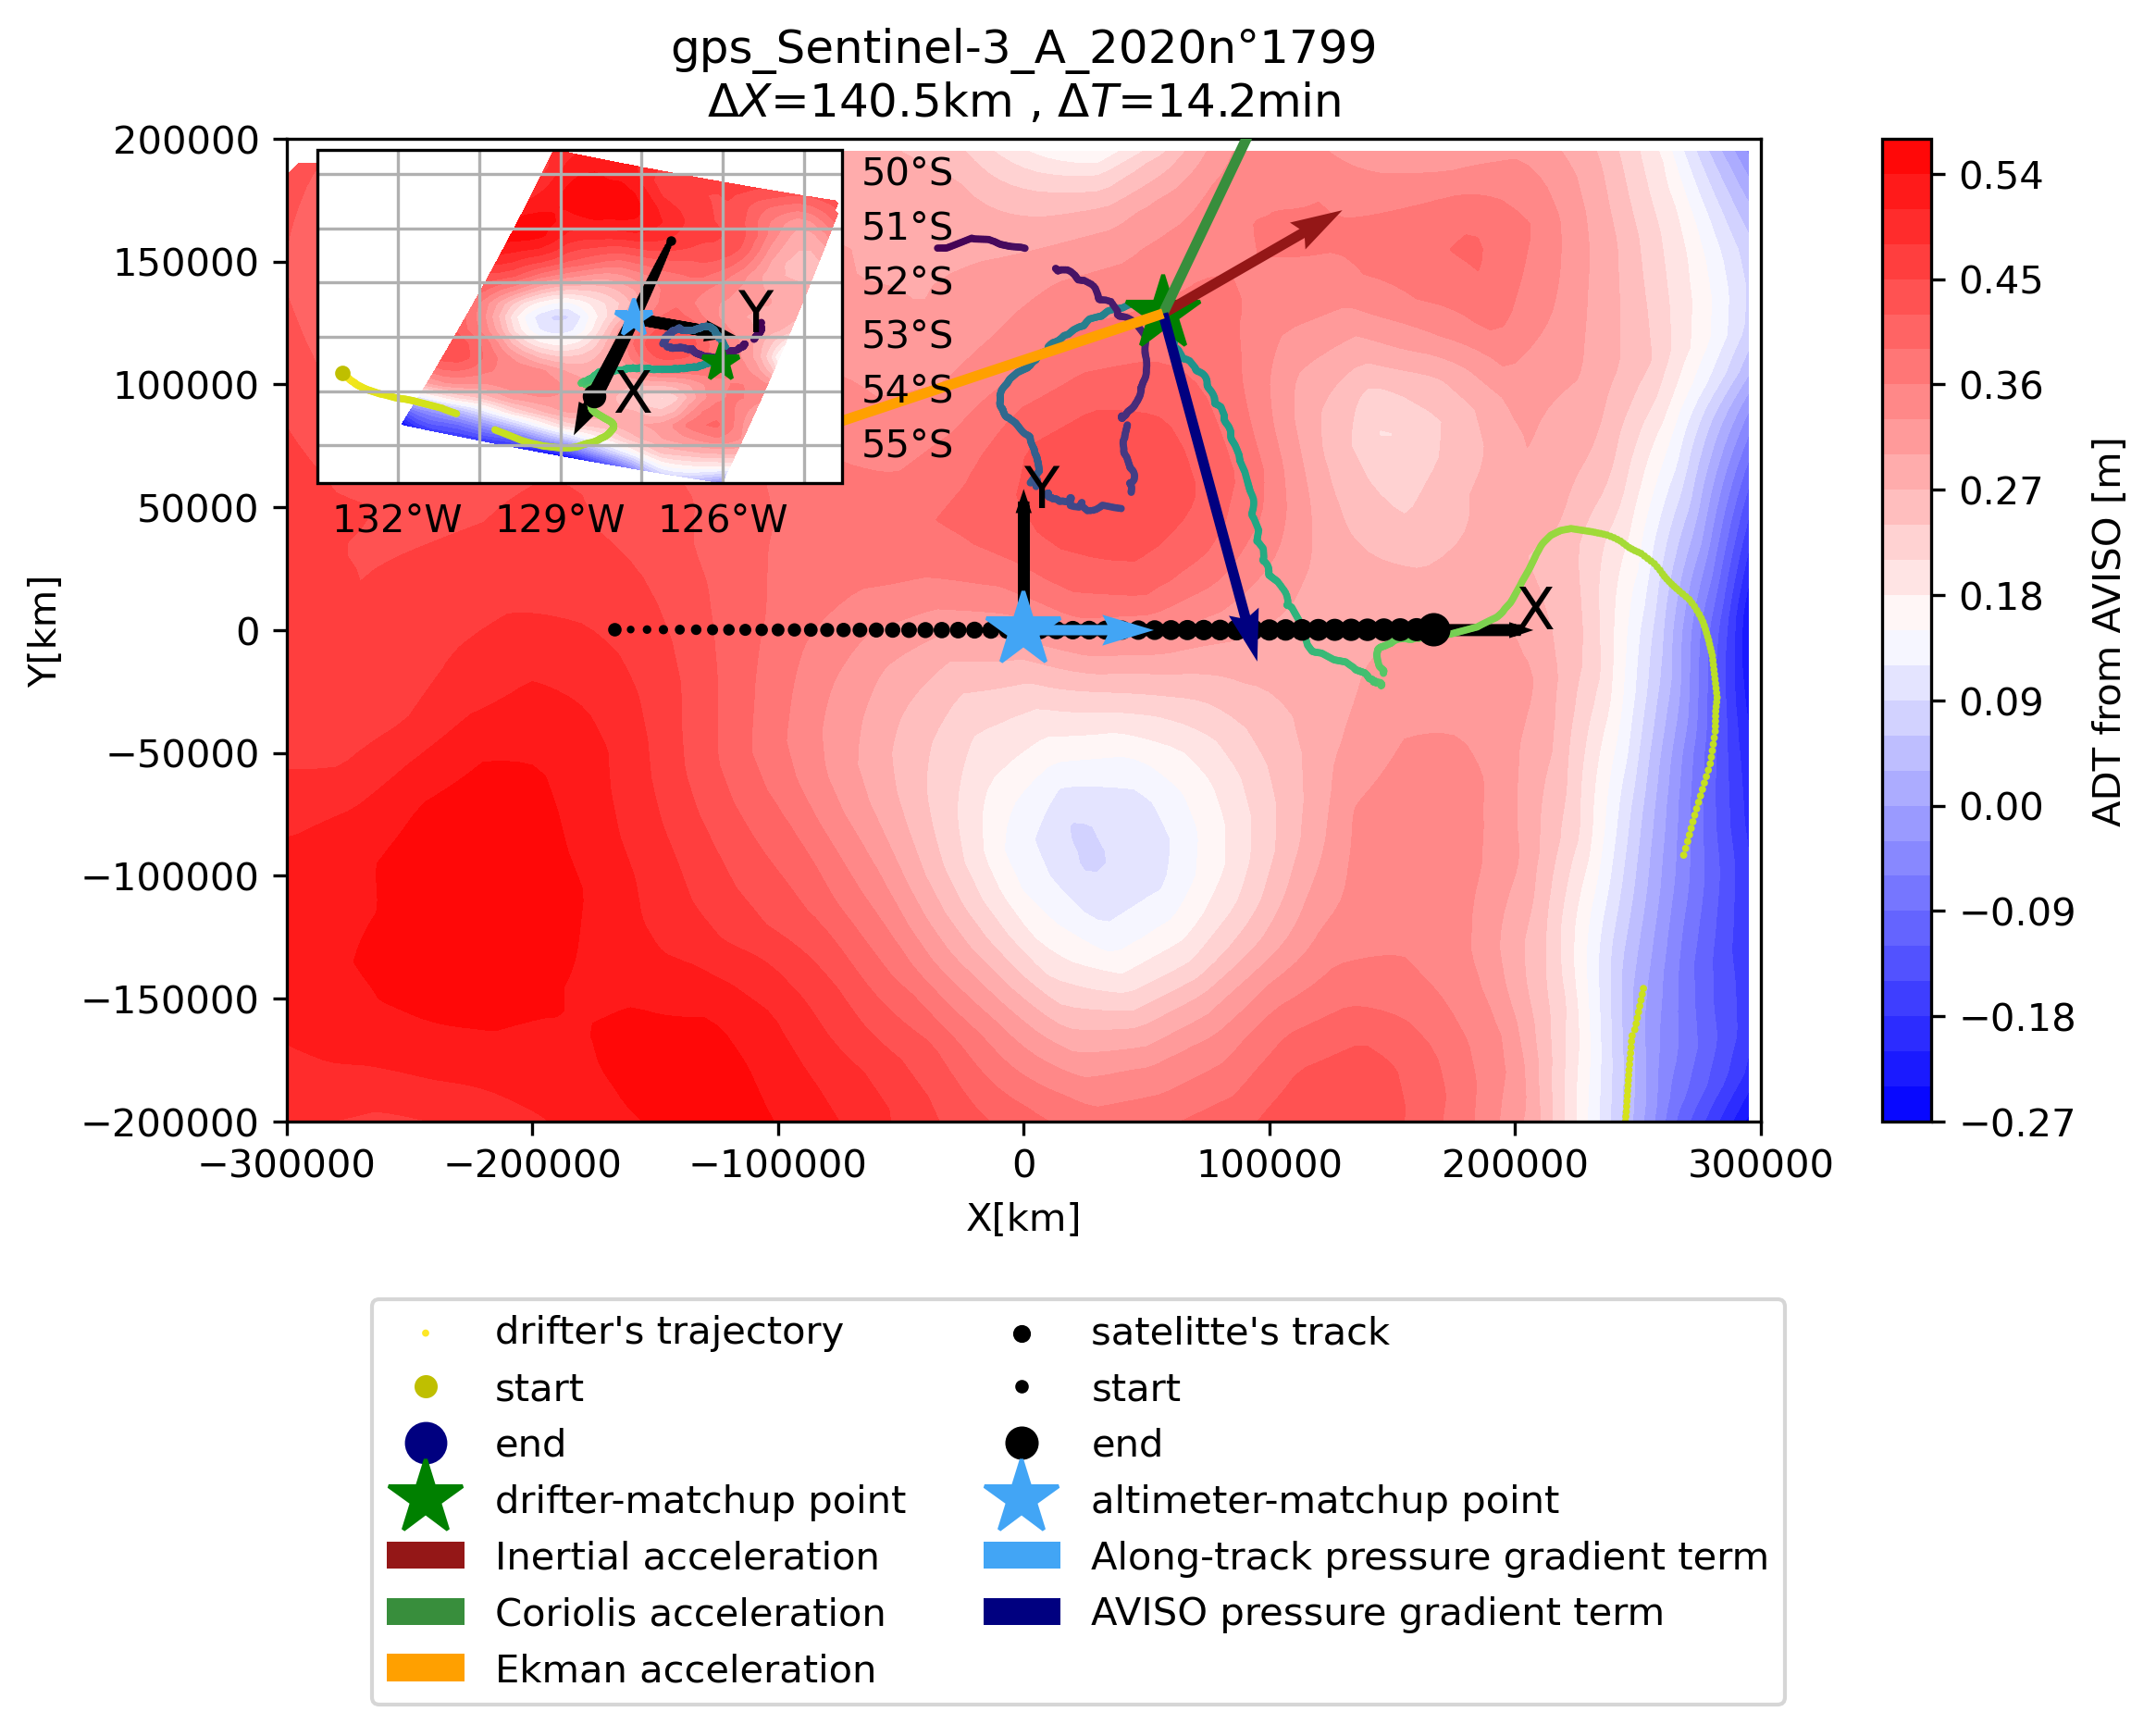 gps_Sentinel-3_A_2020n°1799
ΔX=140.5km , ΔT=14.2min
200000
150000
100000
50000
0
−50000
−100000
−150000
−200000
Y[km]
50°S
51°S
52°S
53°S
54°S
55°S
132°W 129°W 126°W
Y
X
Y
X
−300000 −200000 −100000 0 100000 200000 300000
X[km]
0.54
0.45
0.36
0.27
0.18
0.09
0.00
−0.09
−0.18
−0.27
ADT from AVISO [m]
drifter's trajectory
start
end
drifter-matchup point
Inertial acceleration
Coriolis acceleration
Ekman acceleration
satelitte's track
start
end
altimeter-matchup point
Along-track pressure gradient term
AVISO pressure gradient term